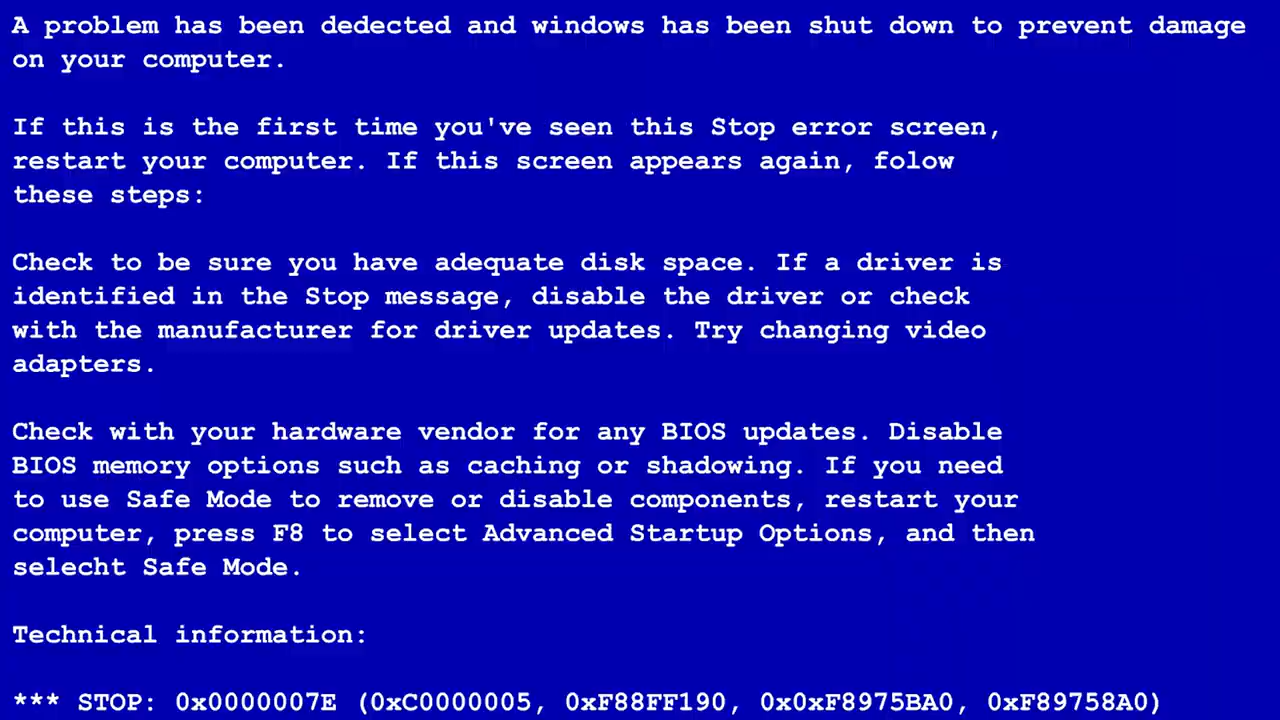 A problem has been dedected and windows has been shut down to prevent damage
on your computer.
If this is the first time you've seen this Stop error screen,
restart your computer. If this screen appears again, folow
these steps:
Check to be sure you have adequate disk space. If a driver is
identified in the Stop message, disable the driver or check
with the manufacturer for driver updates. Try changing video
adapters.
Check with your hardware vendor for any BIOS updates. Disable
BIOS memory options such as caching or shadowing. If you need
to use Safe Mode to remove or disable components, restart your
computer, press F8 to select Advanced Startup Options, and then
selecht Safe Mode.
Technical information:
*** STOP: 0x0000007E (0xC0000005, 0xF88FF190, 0x0xF8975BA0, 0xF89758A0)